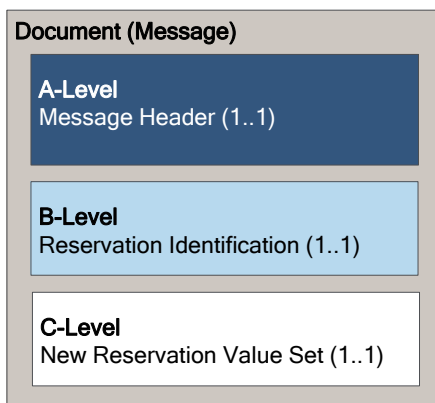 Document (Message)
A-Level
Message Header (1..1)
B-Level
Reservation Identification (1..1)
C-Level
New Reservation Value Set (1..1)